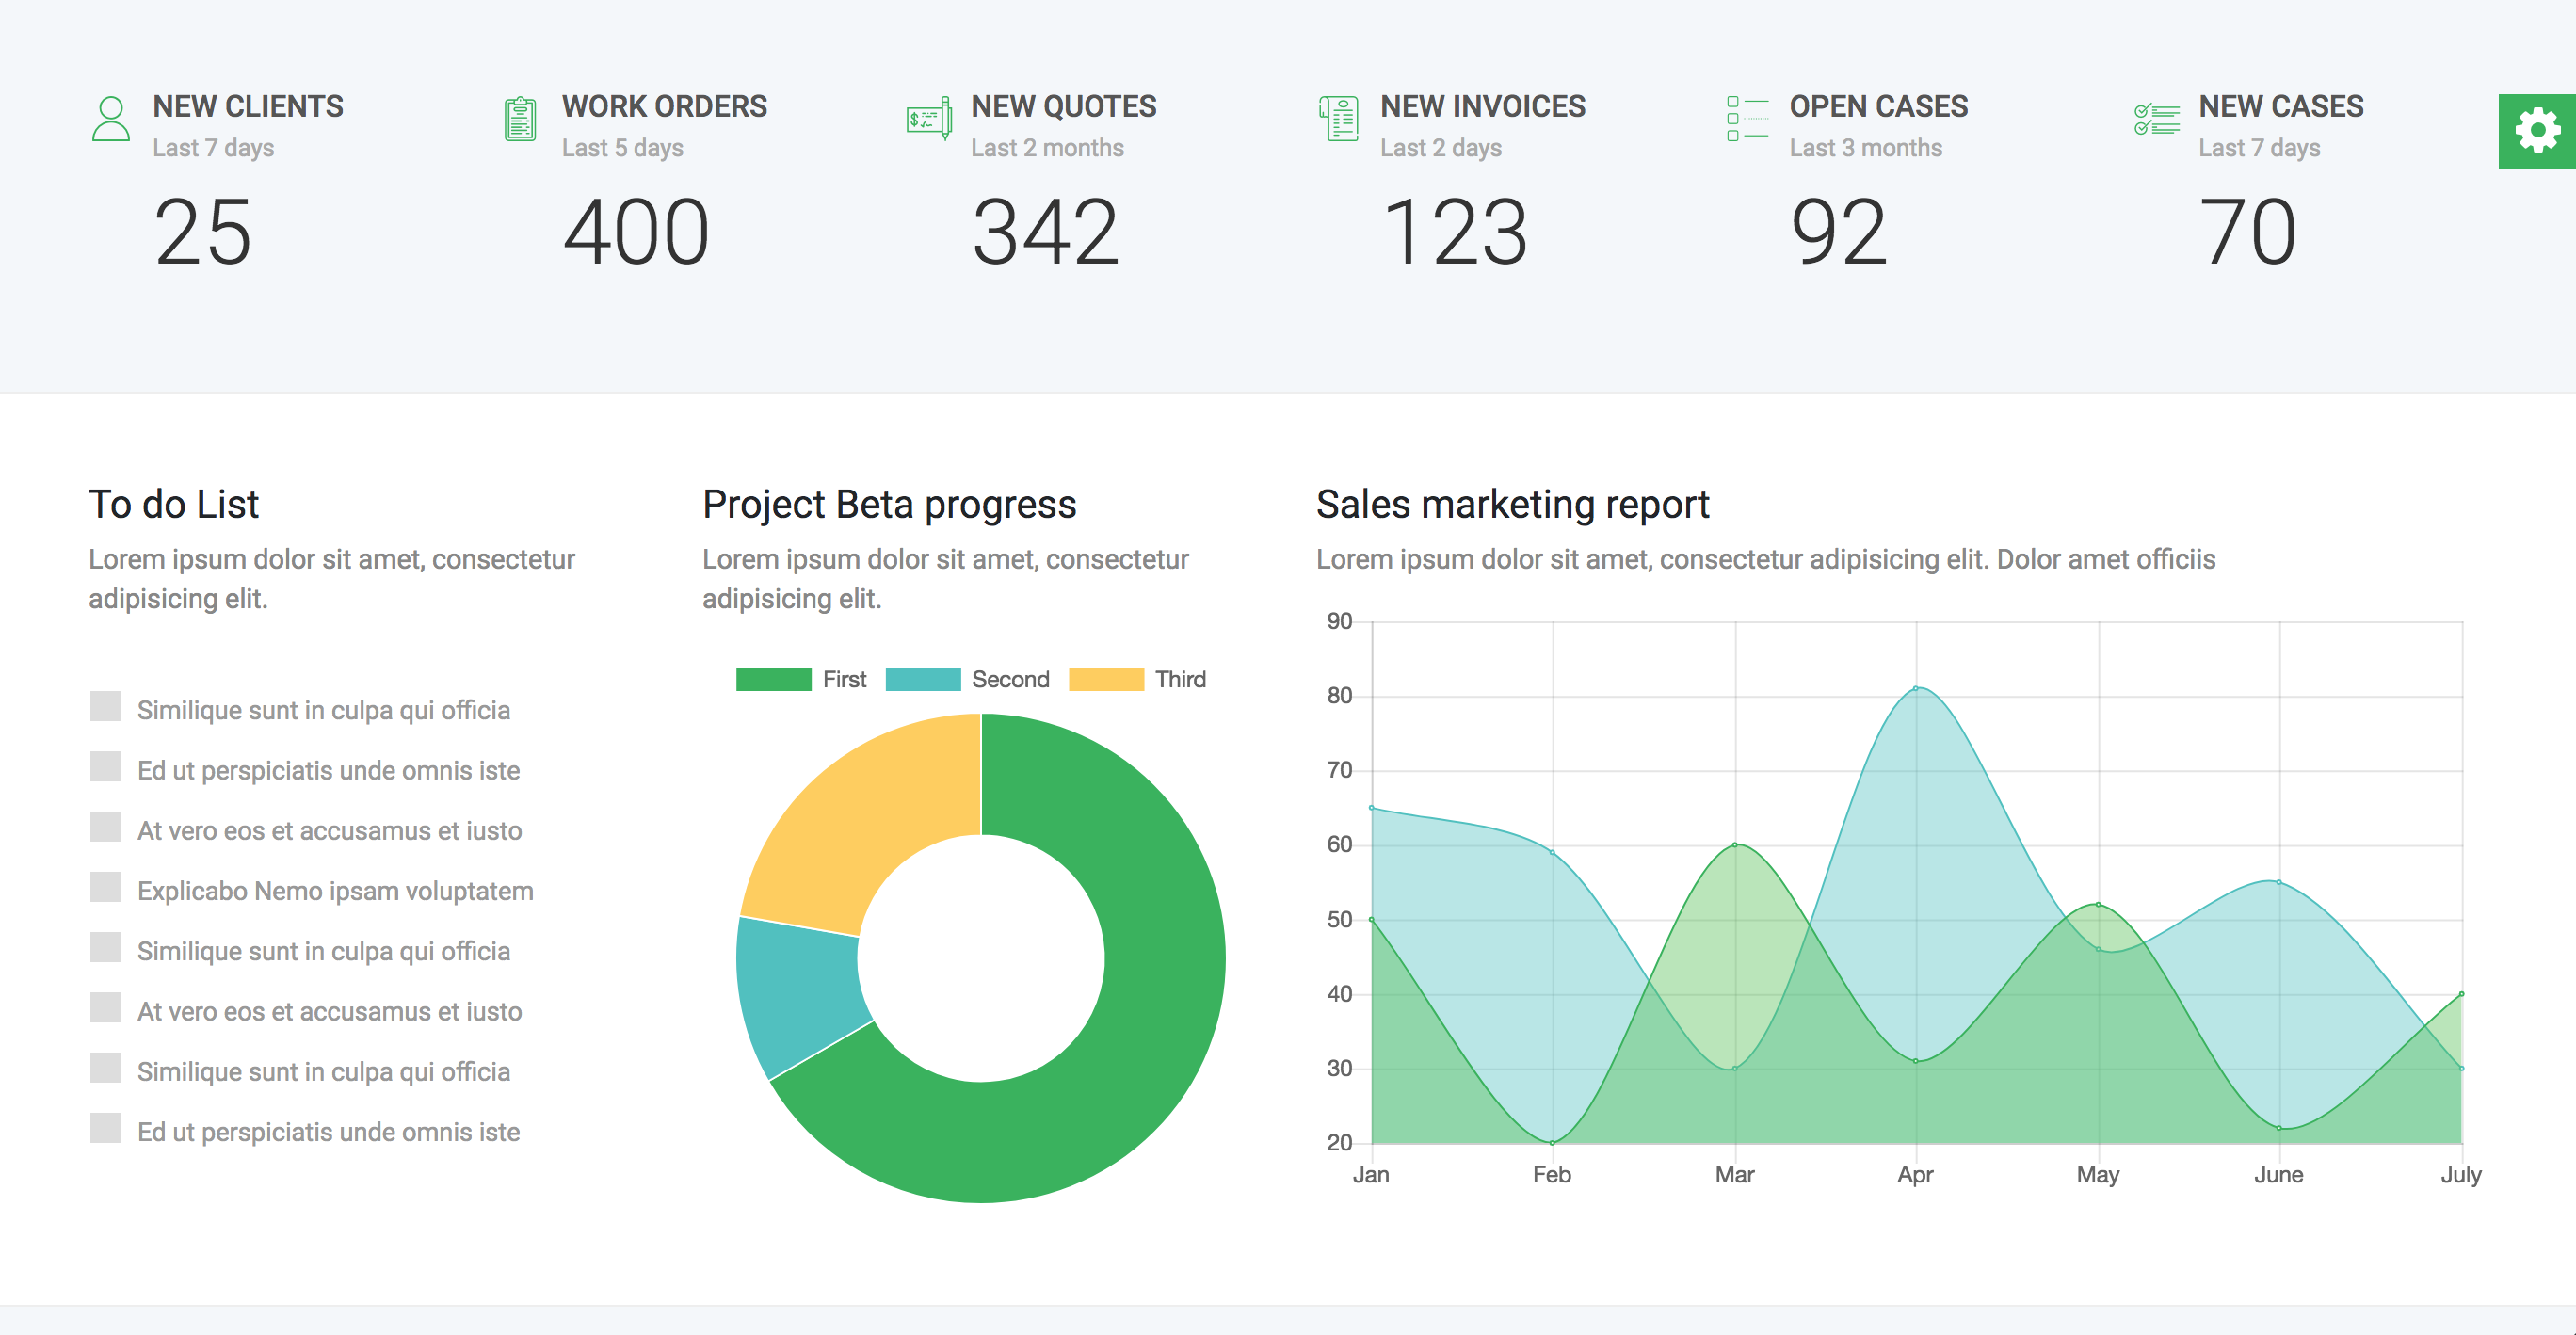 NEW CLIENTS
Last 7 days
25
WORK ORDERS
Last 5 days
400
NEW QUOTES
Last 2 months
342
NEW INVOICES
Last 2 days
123
OPEN CASES
Last 3 months
92
NEW CASES
Last 7 days
70
To do List
Lorem ipsum dolor sit amet, consectetur
adipisicing elit.
Similique sunt in culpa qui officia
Ed ut perspiciatis unde omnis iste
At vero eos et accusamus et iusto
Explicabo Nemo ipsam voluptatem
Similique sunt in culpa qui officia
At vero eos et accusamus et iusto
Similique sunt in culpa qui officia
Ed ut perspiciatis unde omnis iste
Project Beta progress
Lorem ipsum dolor sit amet, consectetur
adipisicing elit.
First Second Third
Sales marketing report
Lorem ipsum dolor sit amet, consectetur adipisicing elit. Dolor amet officiis
90
80
70
60
50
40
30
20
Jan Feb Mar Apr May June July